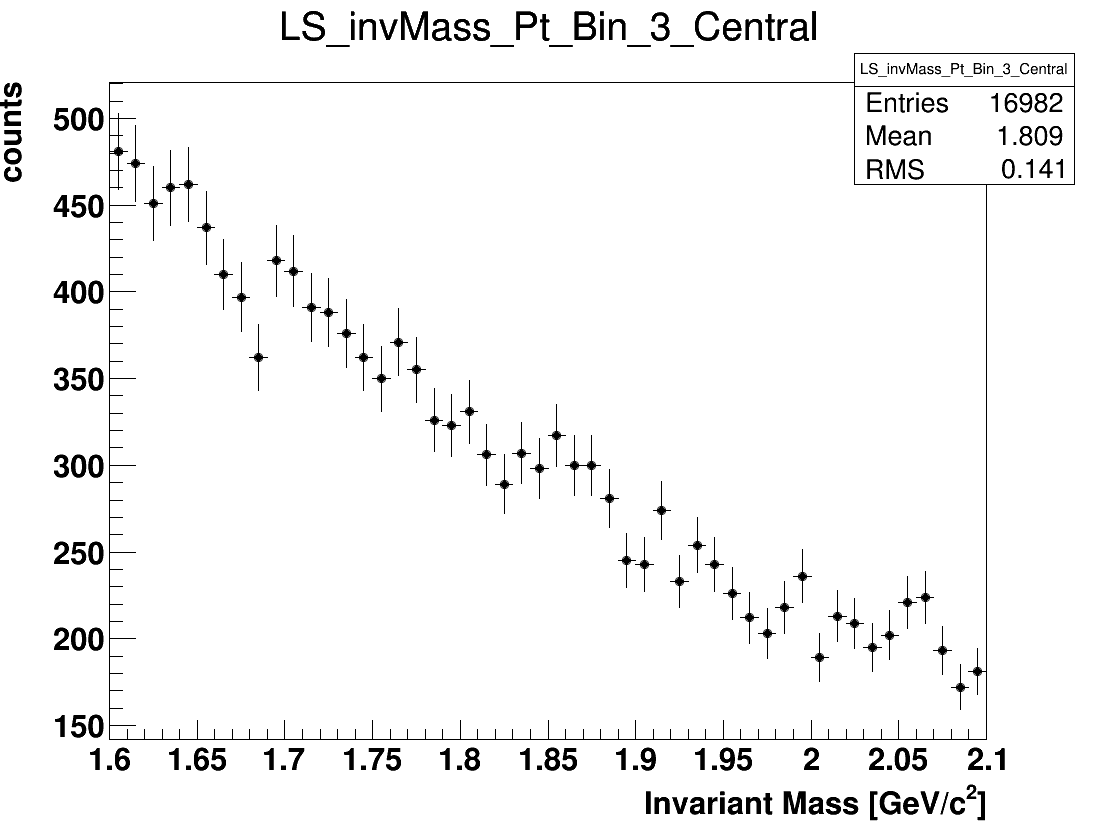 LS_invMass_Pt_Bin_3_Central
LS_invMass_Pt_Bin_3_Central
Entries 16982
Mean 1.809
RMS 0.141
counts
500
450
400
350
300
250
200
150
1.6 1.65 1.7 1.75 1.8 1.85 1.9 1.95 2 2.05 2.1
Invariant Mass [GeV/c²]